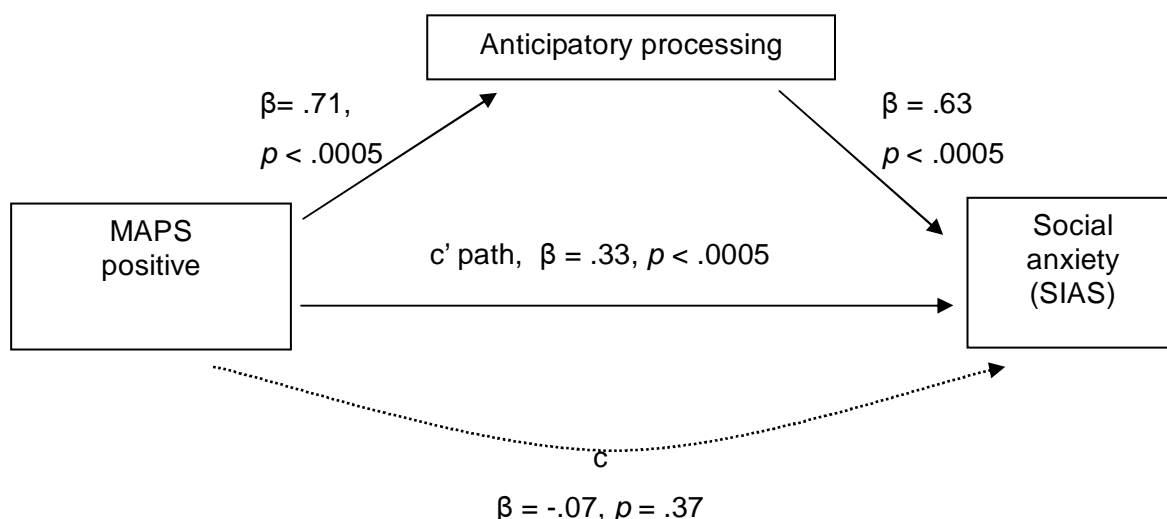 Anticipatory processing
β= .71,
p < .0005
β = .63
p < .0005
MAPS
positive
c’ path, β = .33, p < .0005
Social
anxiety
(SIAS)
c
β = -.07, p = .37